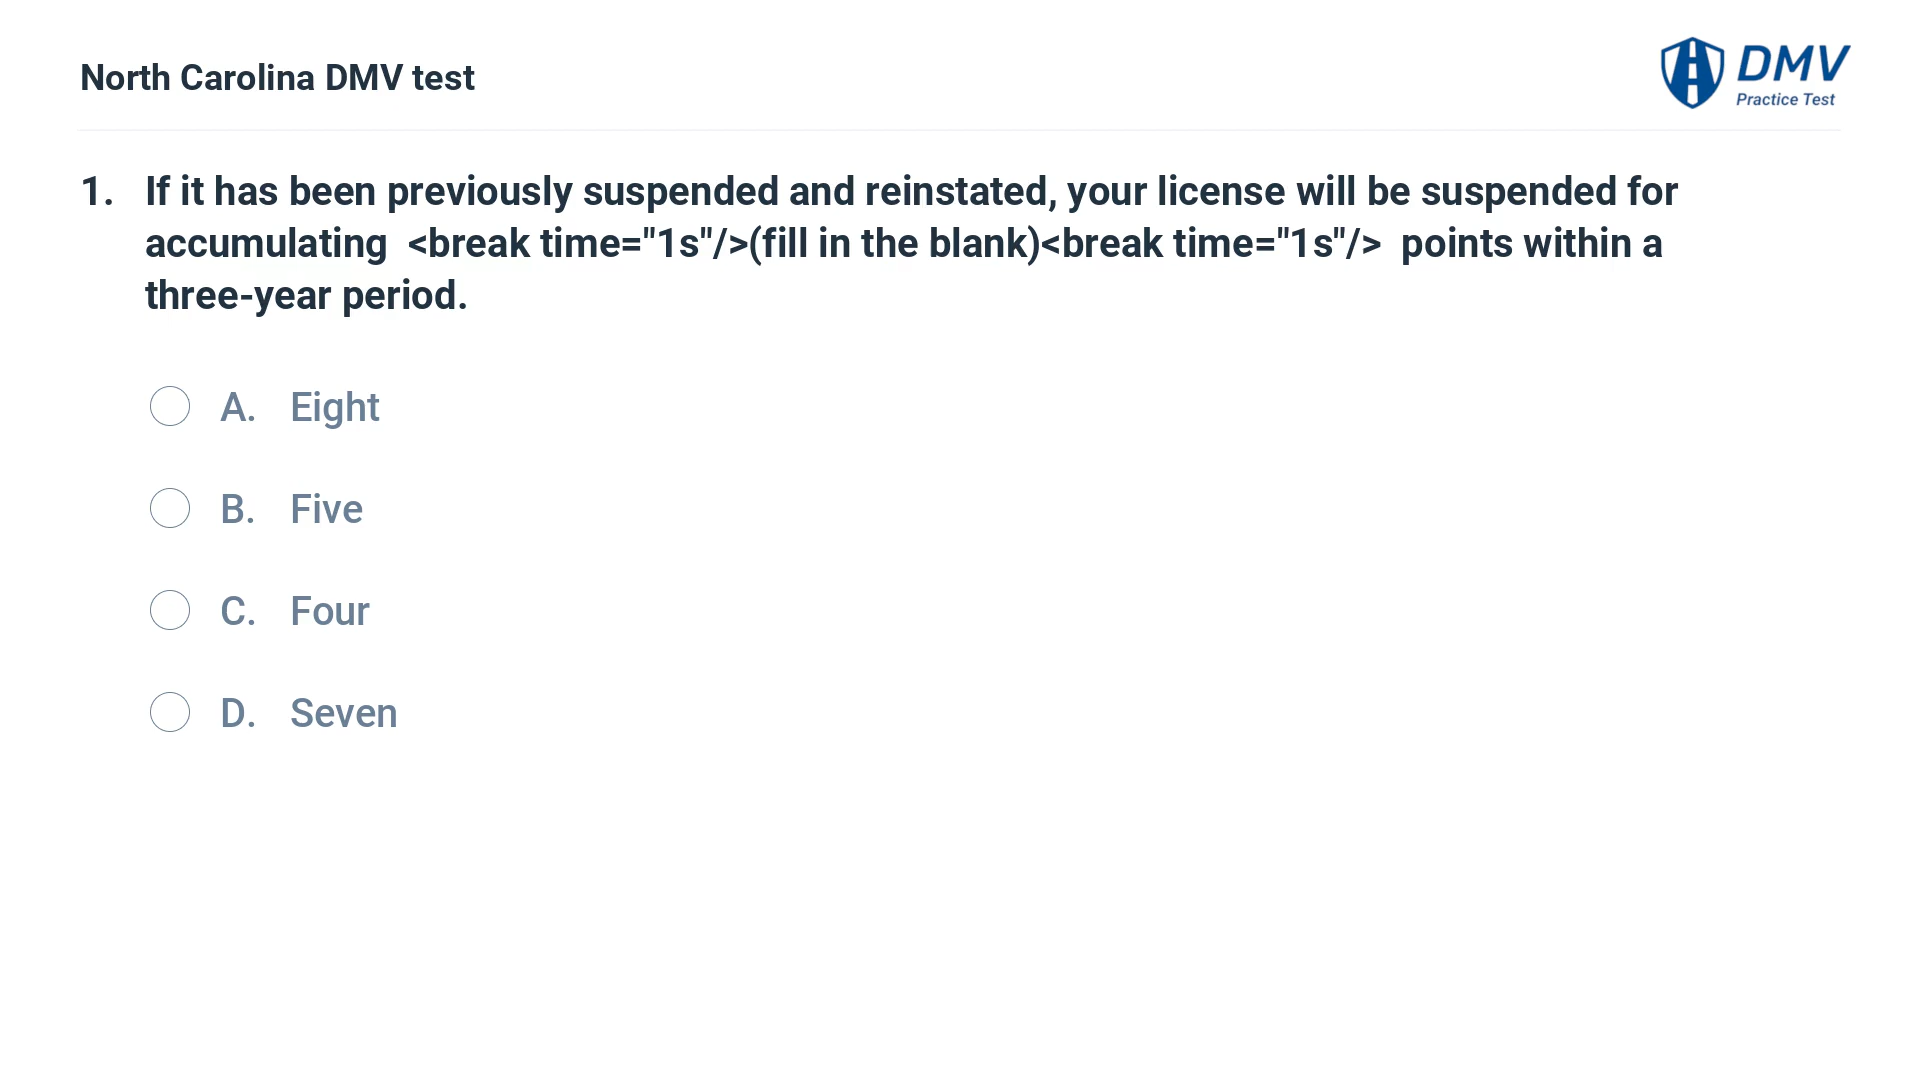 North Carolina DMV test
DMV
Practice Test
1. If it has been previously suspended and reinstated, your license will be suspended for
accumulating  <break time="1s"/>(fill in the blank)<break time="1s"/>  points within a
three-year period.
A. Eight
B. Five
C. Four
D. Seven